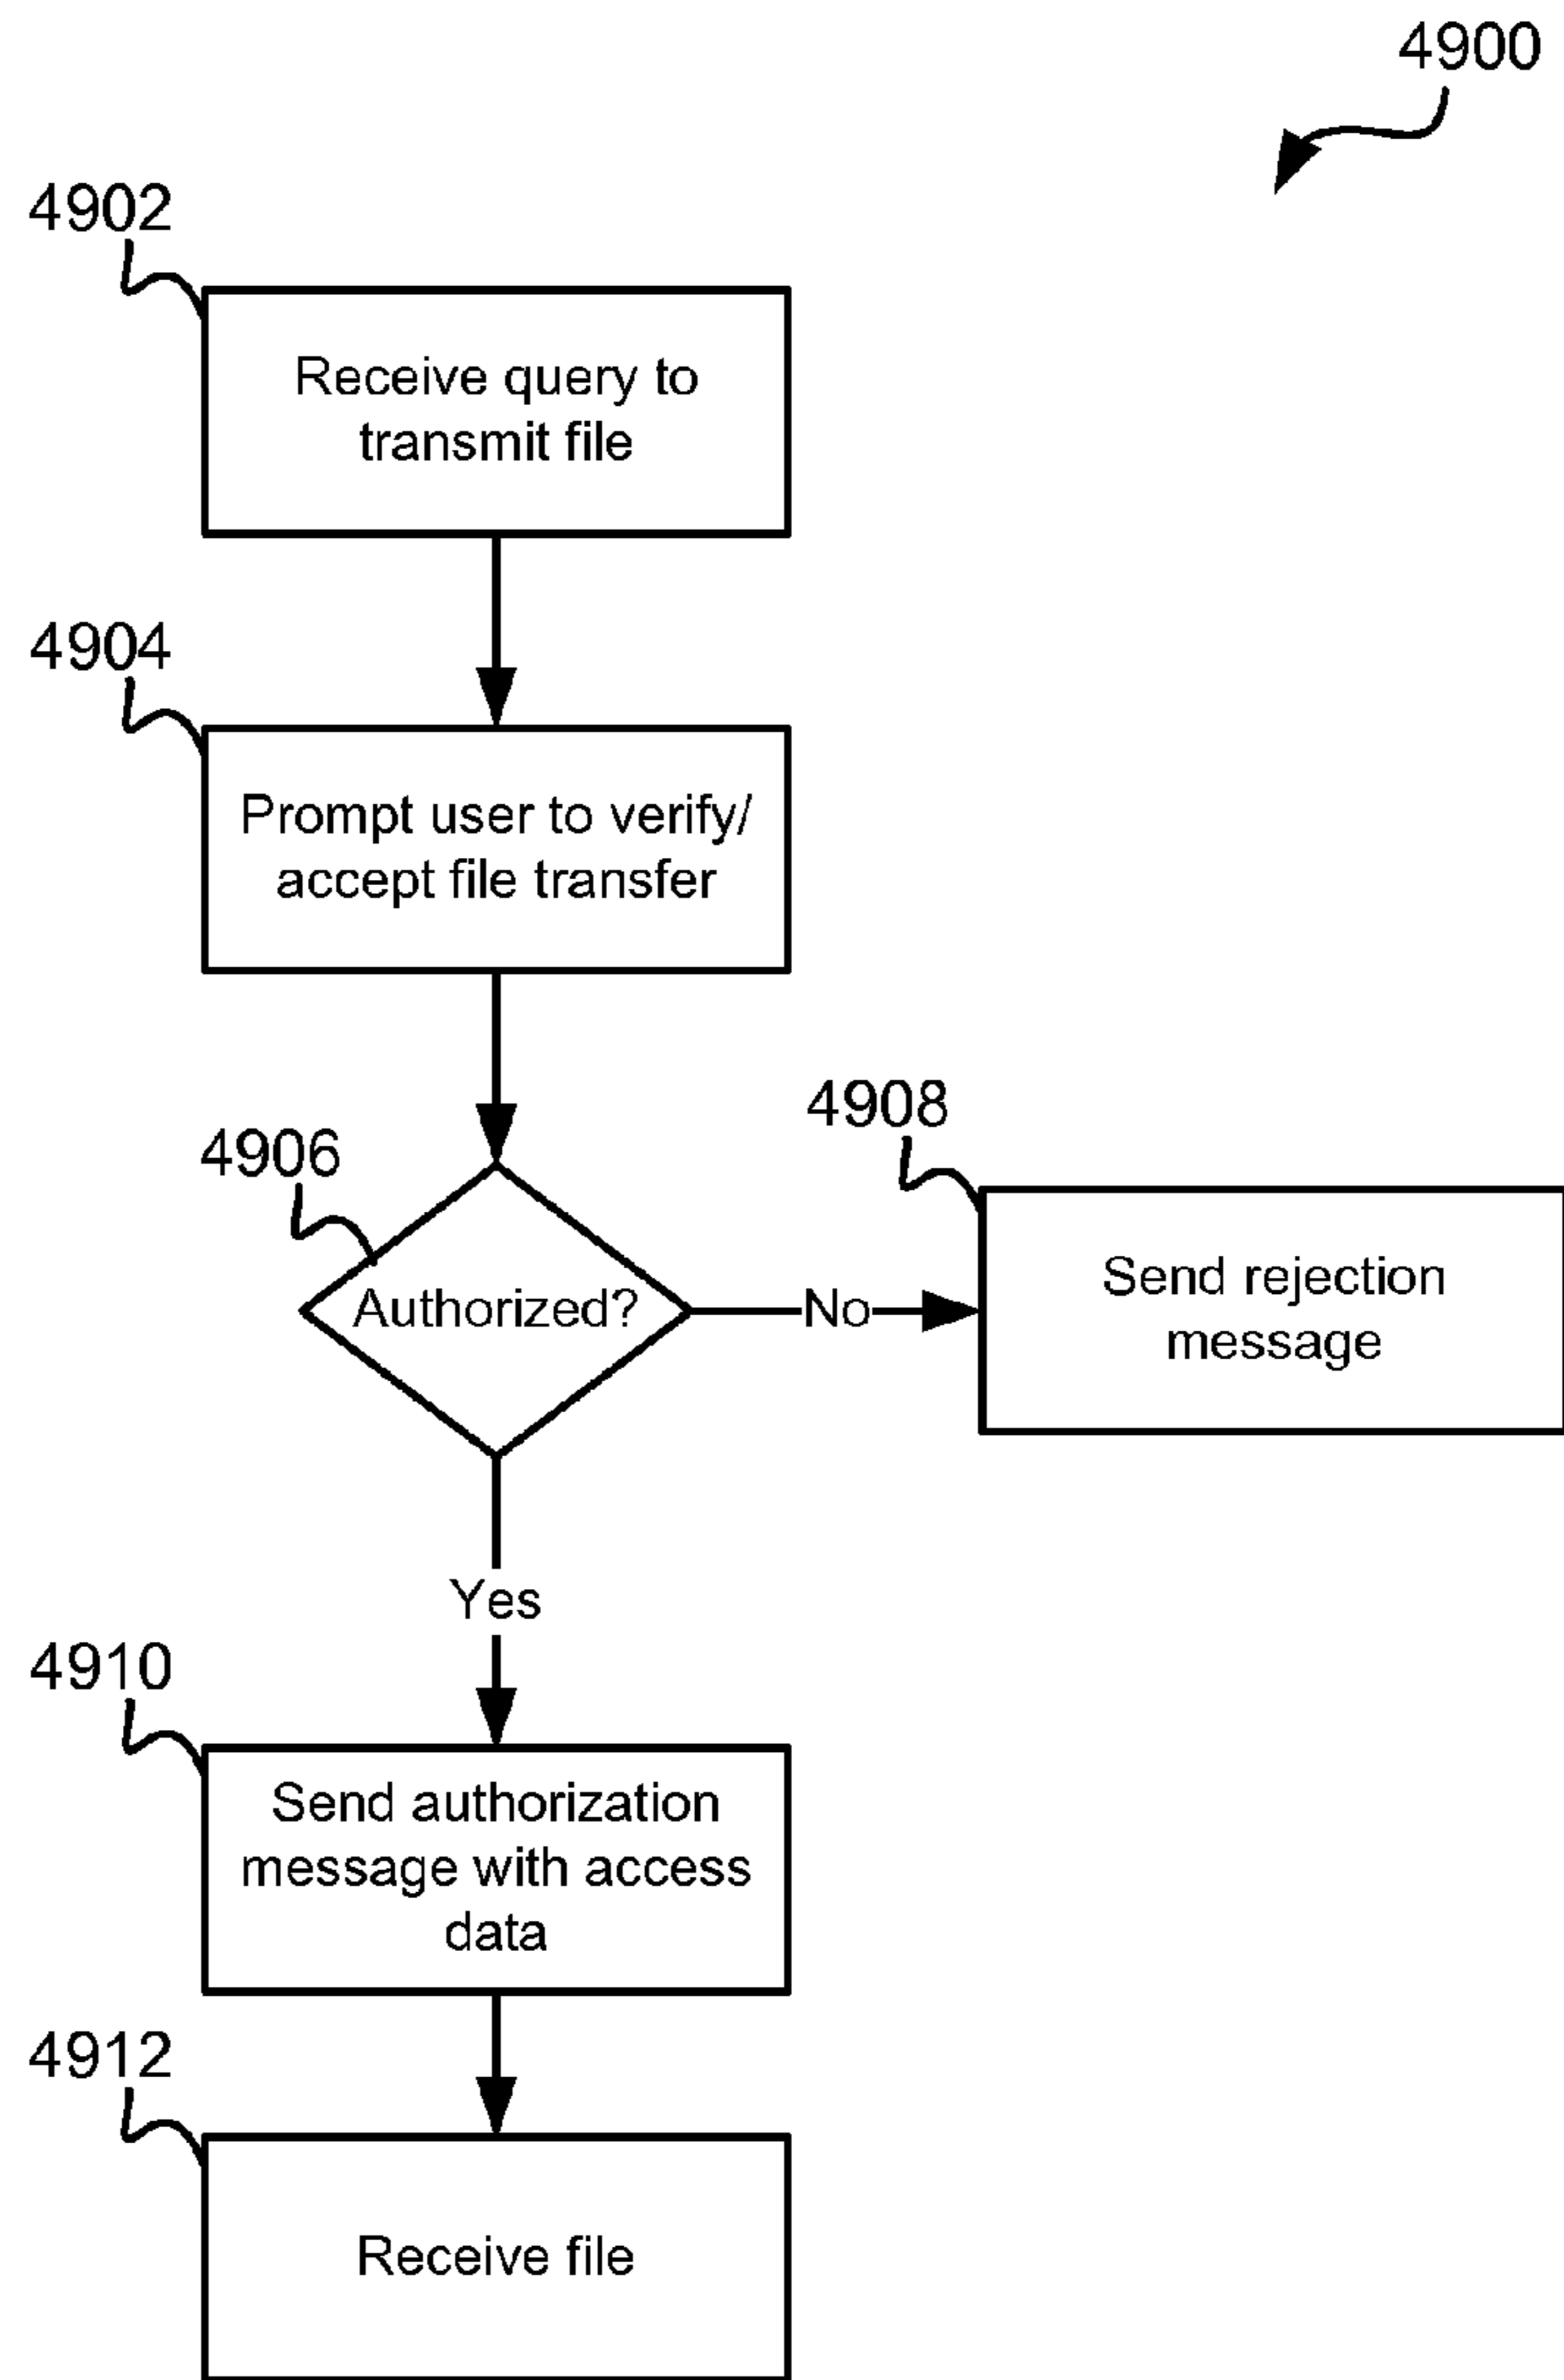 4900
4902
Receive query to
transmit file
4904
Prompt user to verify/
accept file transfer
4906
Authorized?
No
4908
Send rejection
message
Yes
4910
Send authorization
message with access
data
4912
Receive file